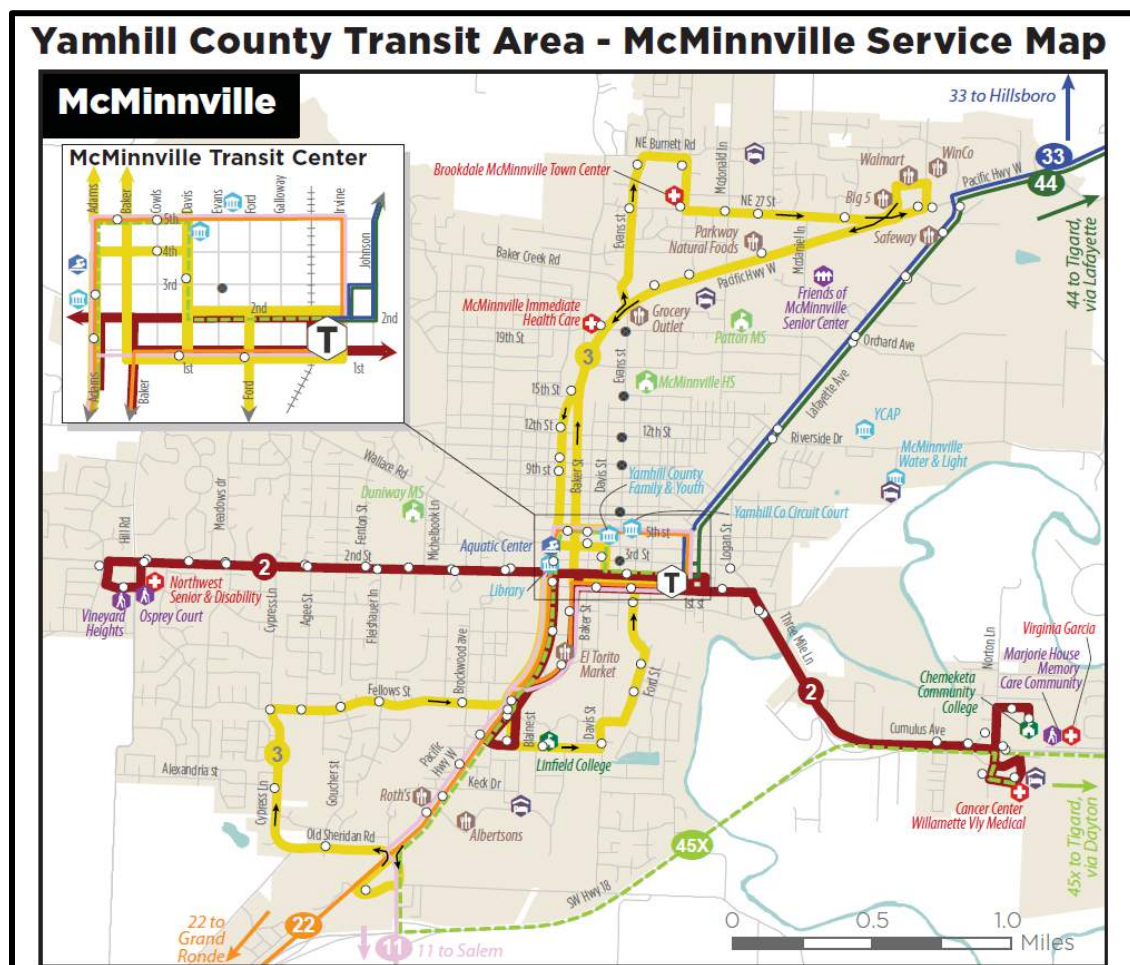 Yamhill County Transit Area - McMinnville Service Map
McMinnville
McMinnville Transit Center
Adams
Baker
Cowls
Davis
Evans
Ford
Galloway
Irvine
5th
4th
3rd
2nd
Johnson
2nd
T
1st
1st
Adams
Baker
Ford
33 to Hillsboro
33
44
44 to Tigard,
via Lafayette
NE Burnett Rd
Brookdale McMinnville Town Center
Mcdonald ln
Walmart
WinCo
Pacific Hwy W
Big 5
NE 27 St
Evans st
Parkway
Natural Foods
Mcdaniel ln
Safeway
Baker Creek Rd
Pacific Hwy W
Friends of
McMinnville
Senior Center
McMinnville Immediate
Health Care
Grocery
Outlet
Patton MS
19th St
Orchard Ave
3
Evans st
McMinnville HS
Lafayette Ave
15th St
12th St
12th St
YCAP
Riverside Dr
McMinnville
Water & Light
9th st
Baker St
Davis St
Wallace Rd
Yamhill County
Family & Youth
Duniway MS
Yamhill Co Circuit Court
Hill Rd
Meadows dr
Fenton St
Michelbook Ln
Aquatic Center
5th st
Logan St
2nd St
3rd St
2
T
Northwest
Senior & Disability
Library
1st st
Vineyard
Heights
Osprey Court
Cypress Ln
Agee St
Fleishauer ln
Baker St
Three Mile Ln
Virginia Garcia
Norton Ln
Marjorie House
Memory
Care Community
El Torito
Market
Brockwood ave
Ford St
Chemeketa
Community
College
Fellows St
2
Blaine st
Davis St
Cumulus Ave
3
Pacific
Hwy W
Linfield College
Alexandria st
Goucher st
Keck Dr
Cypress Ln
Roth's
Cancer Center
Willamette Vly Medical
Albertsons
Old Sheridan Rd
45X
45x to Tigard,
via Dayton
SW Hwy 18
22 to
Grand
Ronde
22
11
11 to Salem
0 0.5 1.0
Miles